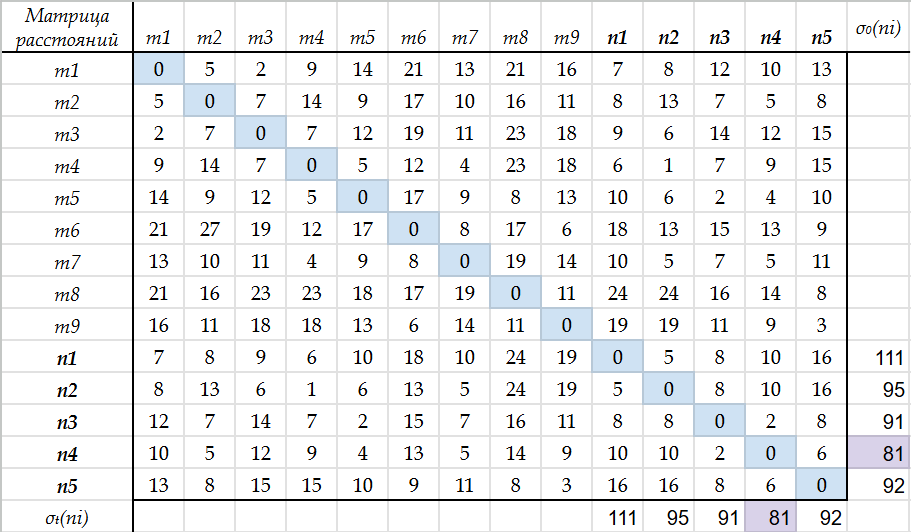 Матрица
расстояний m1 m2 m3 m4 m5 m6 m7 m8 m9 n1 n2 n3 n4 n5 σ₀(ni)
m1 0 5 2 9 14 21 13 21 16 7 8 12 10 13
m2 5 0 7 14 9 17 10 16 11 8 13 7 5 8
m3 2 7 0 7 12 19 11 23 18 9 6 14 12 15
m4 9 14 7 0 5 12 4 23 18 6 1 7 9 15
m5 14 9 12 5 0 17 9 8 13 10 6 2 4 10
m6 21 27 19 12 17 0 8 17 6 18 13 15 13 9
m7 13 10 11 4 9 8 0 19 14 10 5 7 5 11
m8 21 16 23 23 18 17 19 0 11 24 24 16 14 8
m9 16 11 18 18 13 6 14 11 0 19 19 11 9 3
n1 7 8 9 6 10 18 10 24 19 0 5 8 10 16 111
n2 8 13 6 1 6 13 5 24 19 5 0 8 10 16 95
n3 12 7 14 7 2 15 7 16 11 8 8 0 2 8 91
n4 10 5 12 9 4 13 5 14 9 10 10 2 0 6 81
n5 13 8 15 15 10 9 11 8 3 16 16 8 6 0 92
σₜ(ni) 111 95 91 81 92